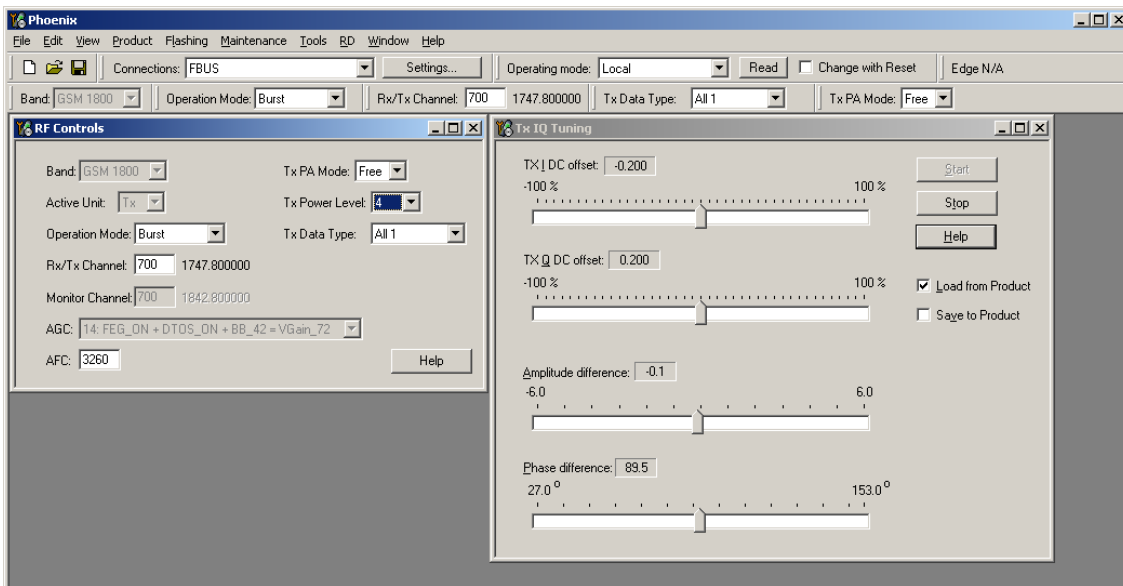 Phoenix
File Edit View Product Flashing Maintenance Tools RD Window Help
Connections: FBUS Settings... Operating mode: Local Read Change with Reset Edge N/A
Band: GSM 1800 Operation Mode: Burst Rx/Tx Channel: 700 1747.800000 Tx Data Type: All 1 Tx PA Mode: Free
RF Controls
Band: GSM 1800 Tx PA Mode: Free
Active Unit: Tx Tx Power Level: 4
Operation Mode: Burst Tx Data Type: All 1
Rx/Tx Channel: 700 1747.800000
Monitor Channel: 700 1842.800000
AGC: 14: FEG_ON + DTOS_ON + BB_42 = VGain_72
AFC: 3260 Help
Tx IQ Tuning
TX I DC offset: -0.200
-100 % 100 %
TX Q DC offset: 0.200
-100 % 100 %
Amplitude difference: -0.1
-6.0 6.0
Phase difference: 89.5
27.0 º 153.0 º
Start
Stop
Help
Load from Product
Save to Product